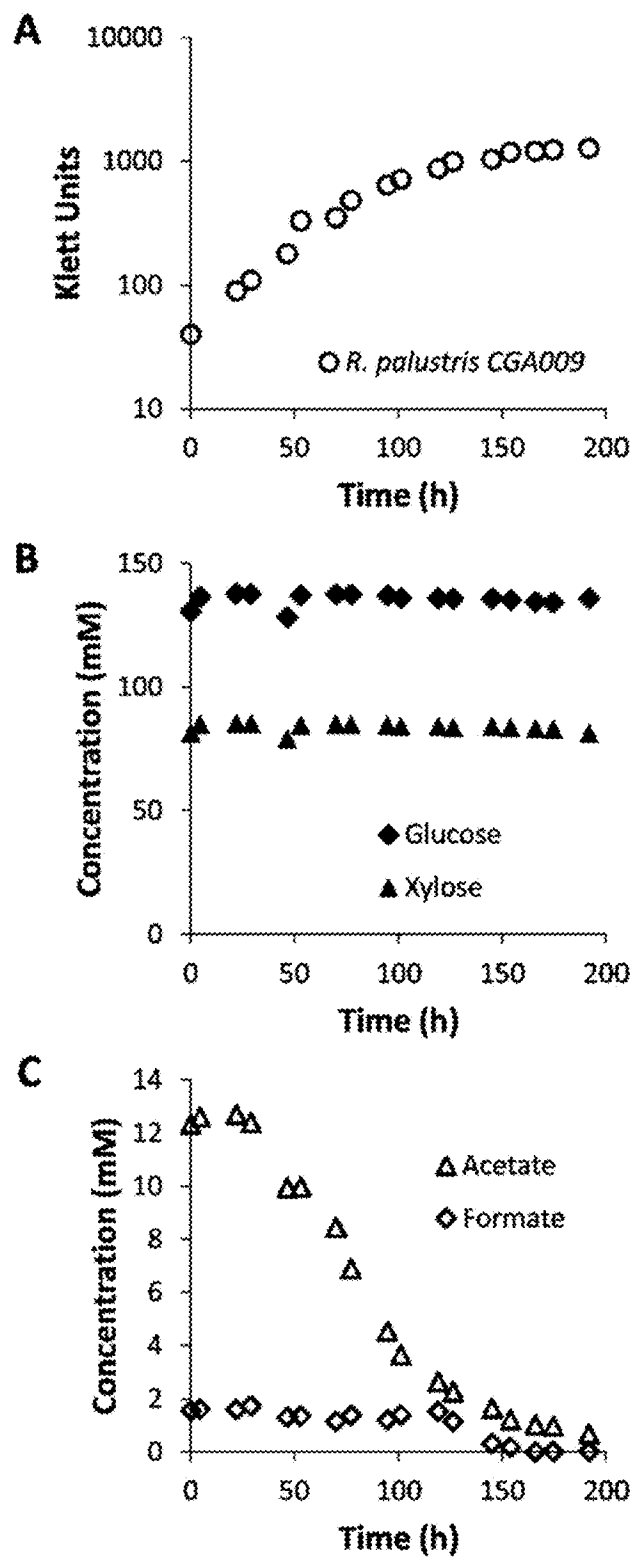 A
10000
1000
100
10
Klett Units
R. palustris CGA009
0 50 100 150 200
Time (h)
B
150
100
50
0
Concentration (mM)
Glucose
Xylose
0 50 100 150 200
Time (h)
C
14
12
10
8
6
4
2
0
Concentration (mM)
Acetate
Formate
0 50 100 150 200
Time (h)